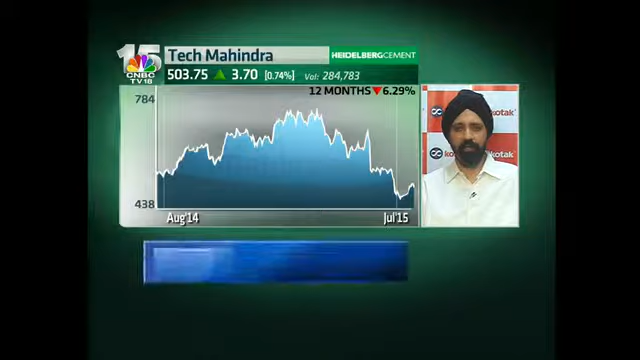 15
CNBC
TV18
Tech Mahindra
HEIDELBERGCEMENT
503.75 ▲ 3.70 [0.74%] Vol: 284,783
12 MONTHS ▼6.29%
784
438
Aug'14
Jul'15
kotak
kotak